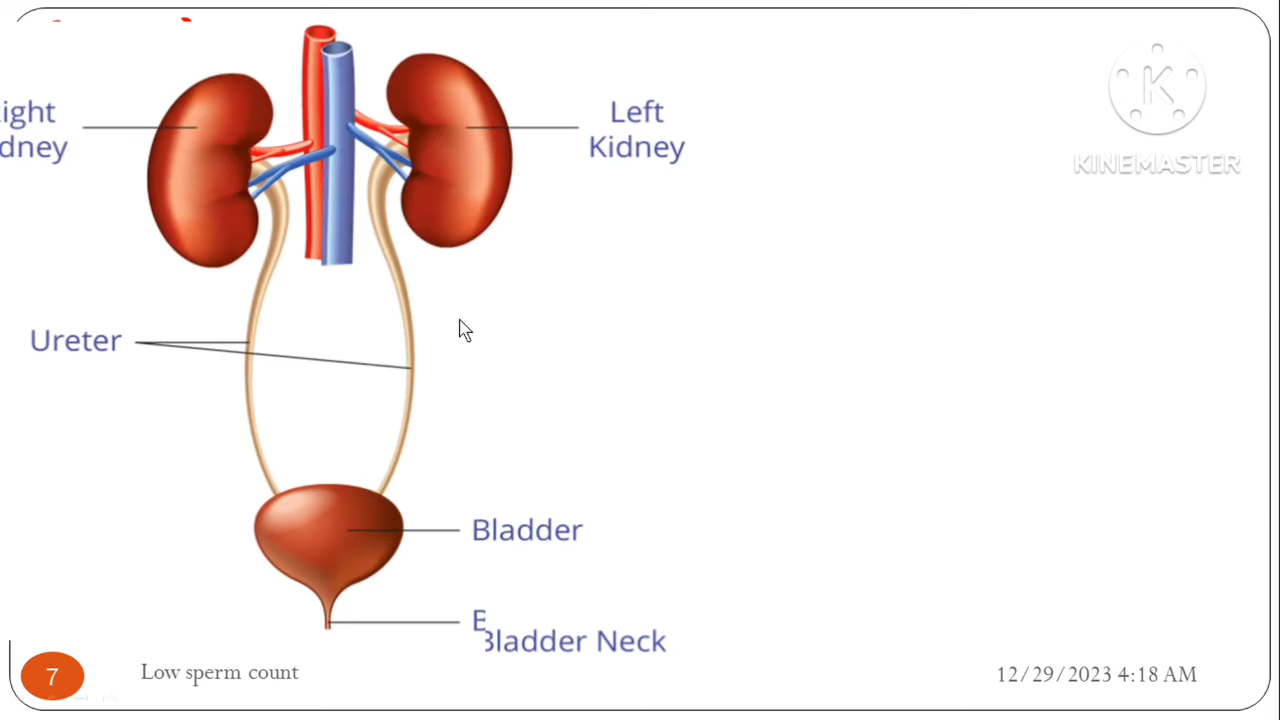 ight
dney
Left
Kidney
KINEMASTER
Ureter
Bladder
B
Bladder Neck
7
Low sperm count
12/29/2023 4:18 AM